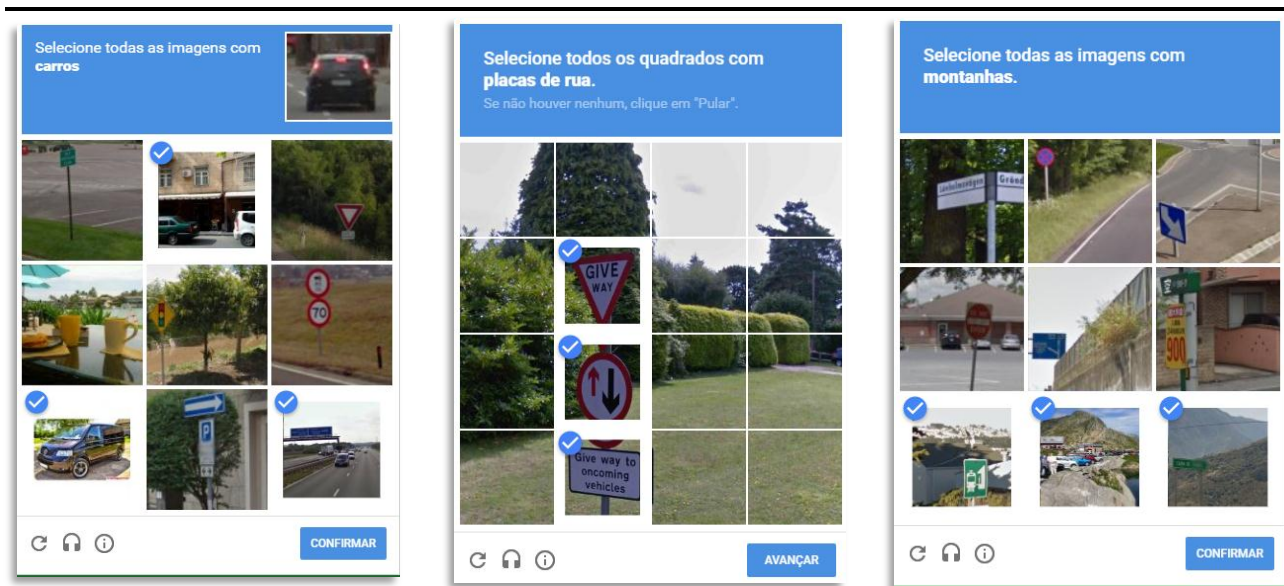 Selecione todas as imagens com
carros
CONFIRMAR
Selecione todos os quadrados com
placas de rua.
Se não houver nenhum, clique em "Pular".
GIVE
WAY
Give way to
oncoming
vehicles
AVANÇAR
Selecione todas as imagens com
montanhas.
900
CONFIRMAR
70